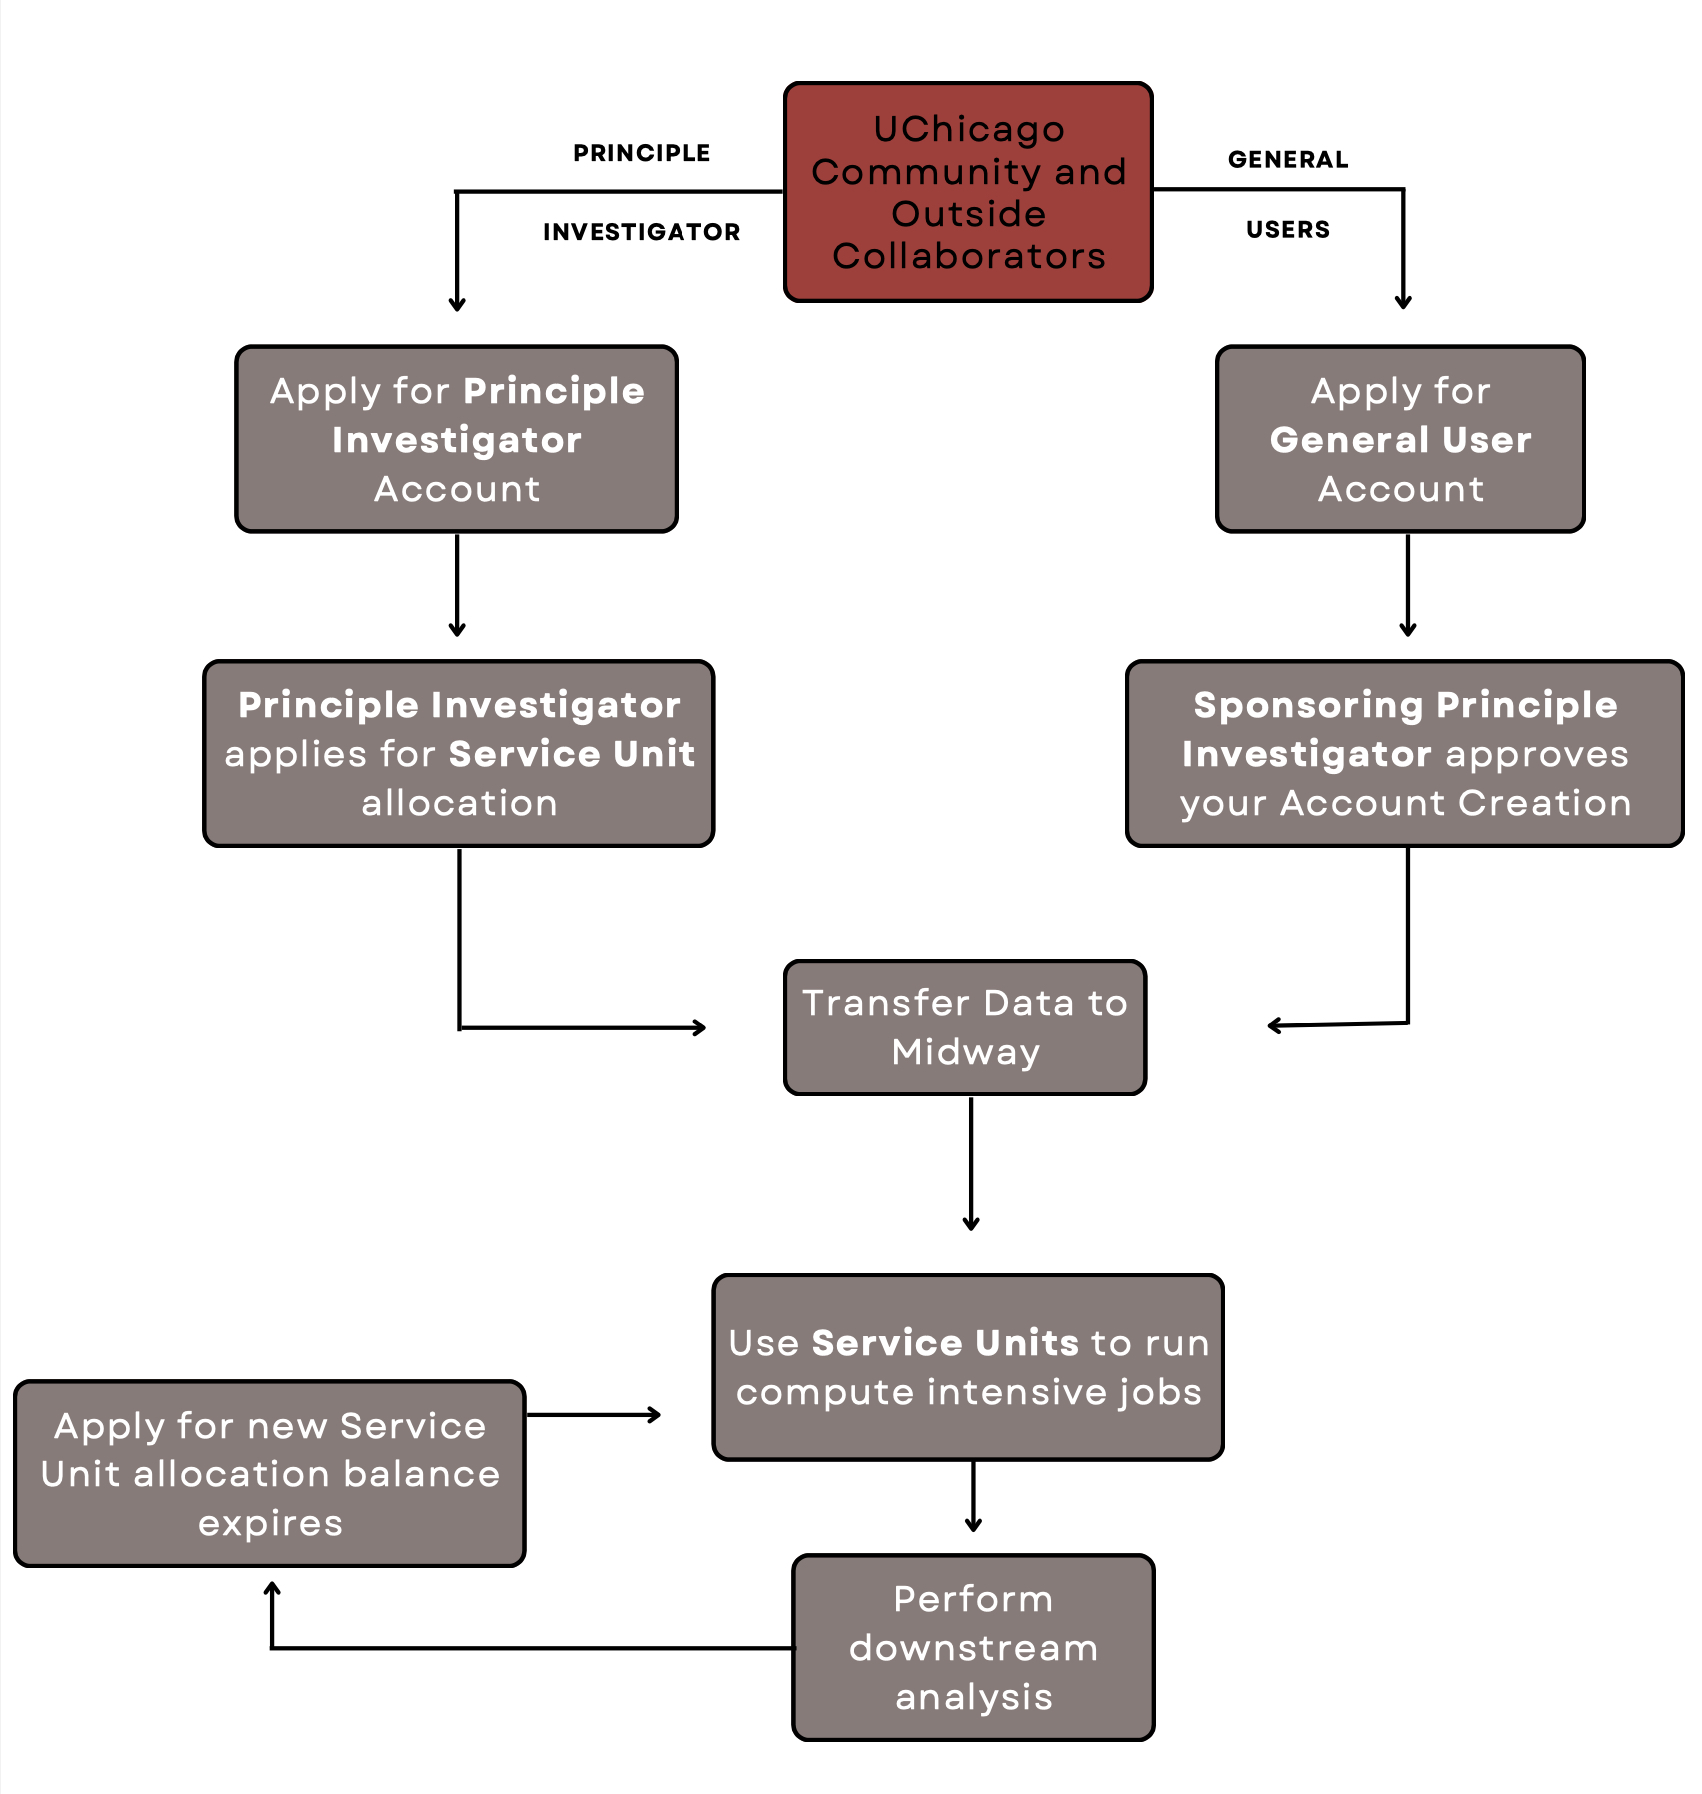 UChicago
Community and
Outside
Collaborators
PRINCIPLE
INVESTIGATOR
GENERAL
USERS
Apply for Principle
Investigator
Account
Apply for
General User
Account
Principle Investigator
applies for Service Unit
allocation
Sponsoring Principle
Investigator approves
your Account Creation
Transfer Data to
Midway
Use Service Units to run
compute intensive jobs
Apply for new Service
Unit allocation balance
expires
Perform
downstream
analysis